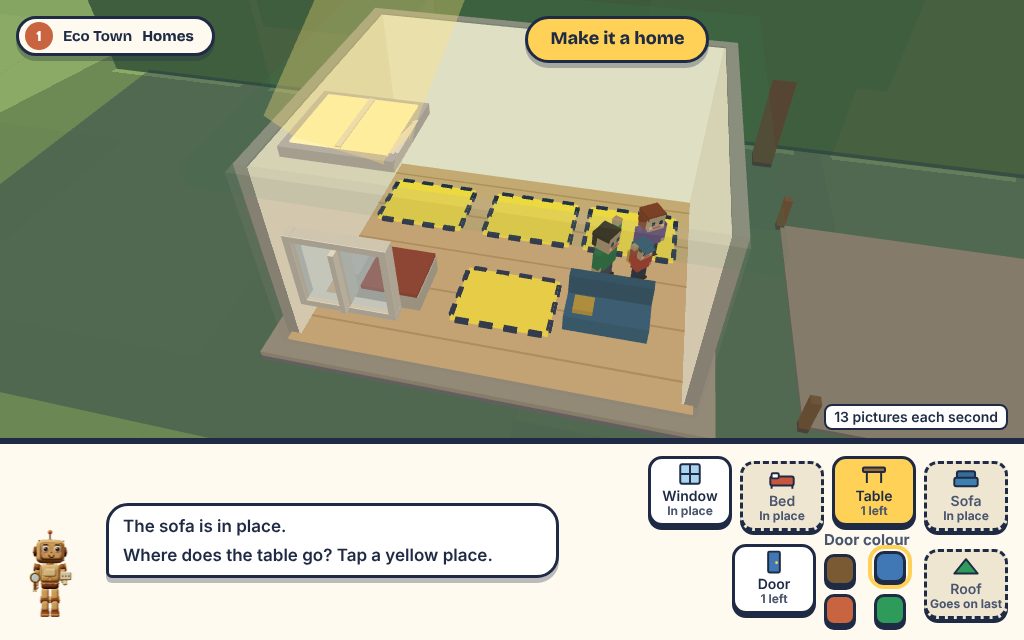 1 Eco Town Homes
Make it a home
13 pictures each second
The sofa is in place.
Where does the table go? Tap a yellow place.
Window
In place
Bed
In place
Table
1 left
Sofa
In place
Door
1 left
Door colour
Roof
Goes on last